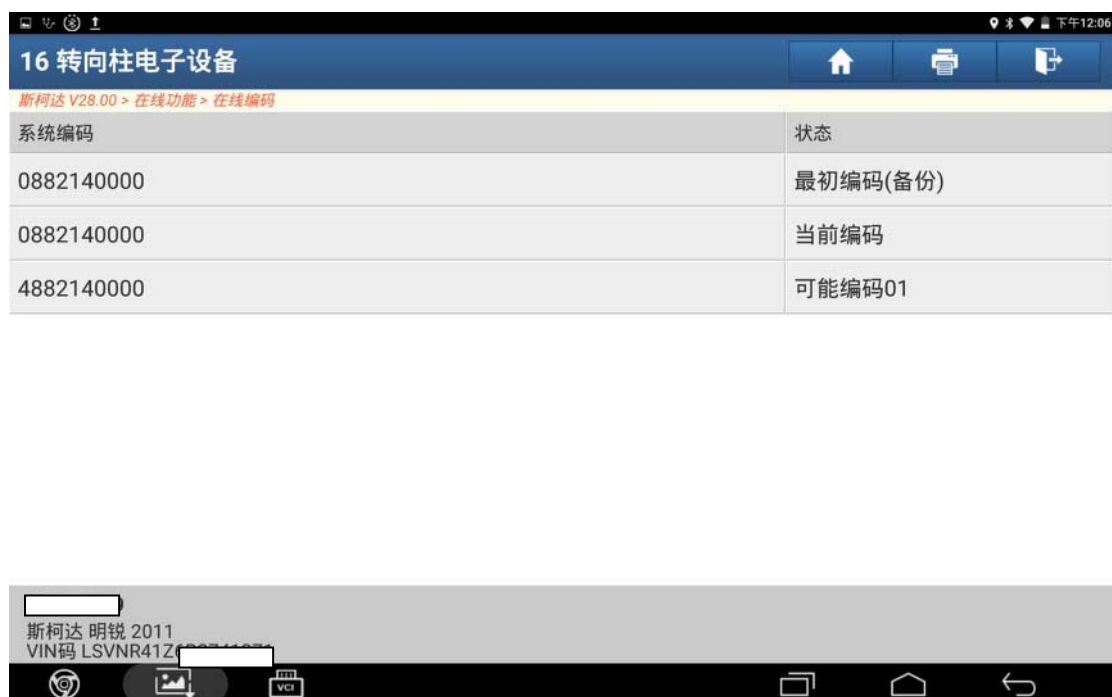 下午12:06
16 转向柱电子设备
斯柯达 V28.00 > 在线功能 > 在线编码
系统编码 状态
0882140000 最初编码(备份)
0882140000 当前编码
4882140000 可能编码01
斯柯达 明锐 2011
VIN码 LSVNR41Z
VCI